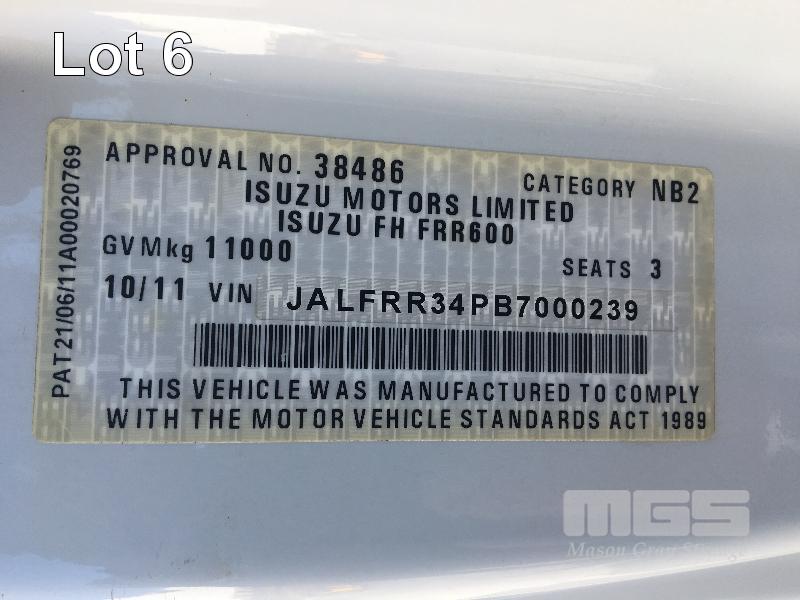 Lot 6
APPROVAL NO. 38486 CATEGORY NB2
ISUZU MOTORS LIMITED
ISUZU FH FRR600
GVMkg 11000 SEATS 3
10/11 VIN JALFRR34PB7000239
THIS VEHICLE WAS MANUFACTURED TO COMPLY
WITH THE MOTOR VEHICLE STANDARDS ACT 1989
PAT21/06/11A00020769
MGS
Mason Gray Strange